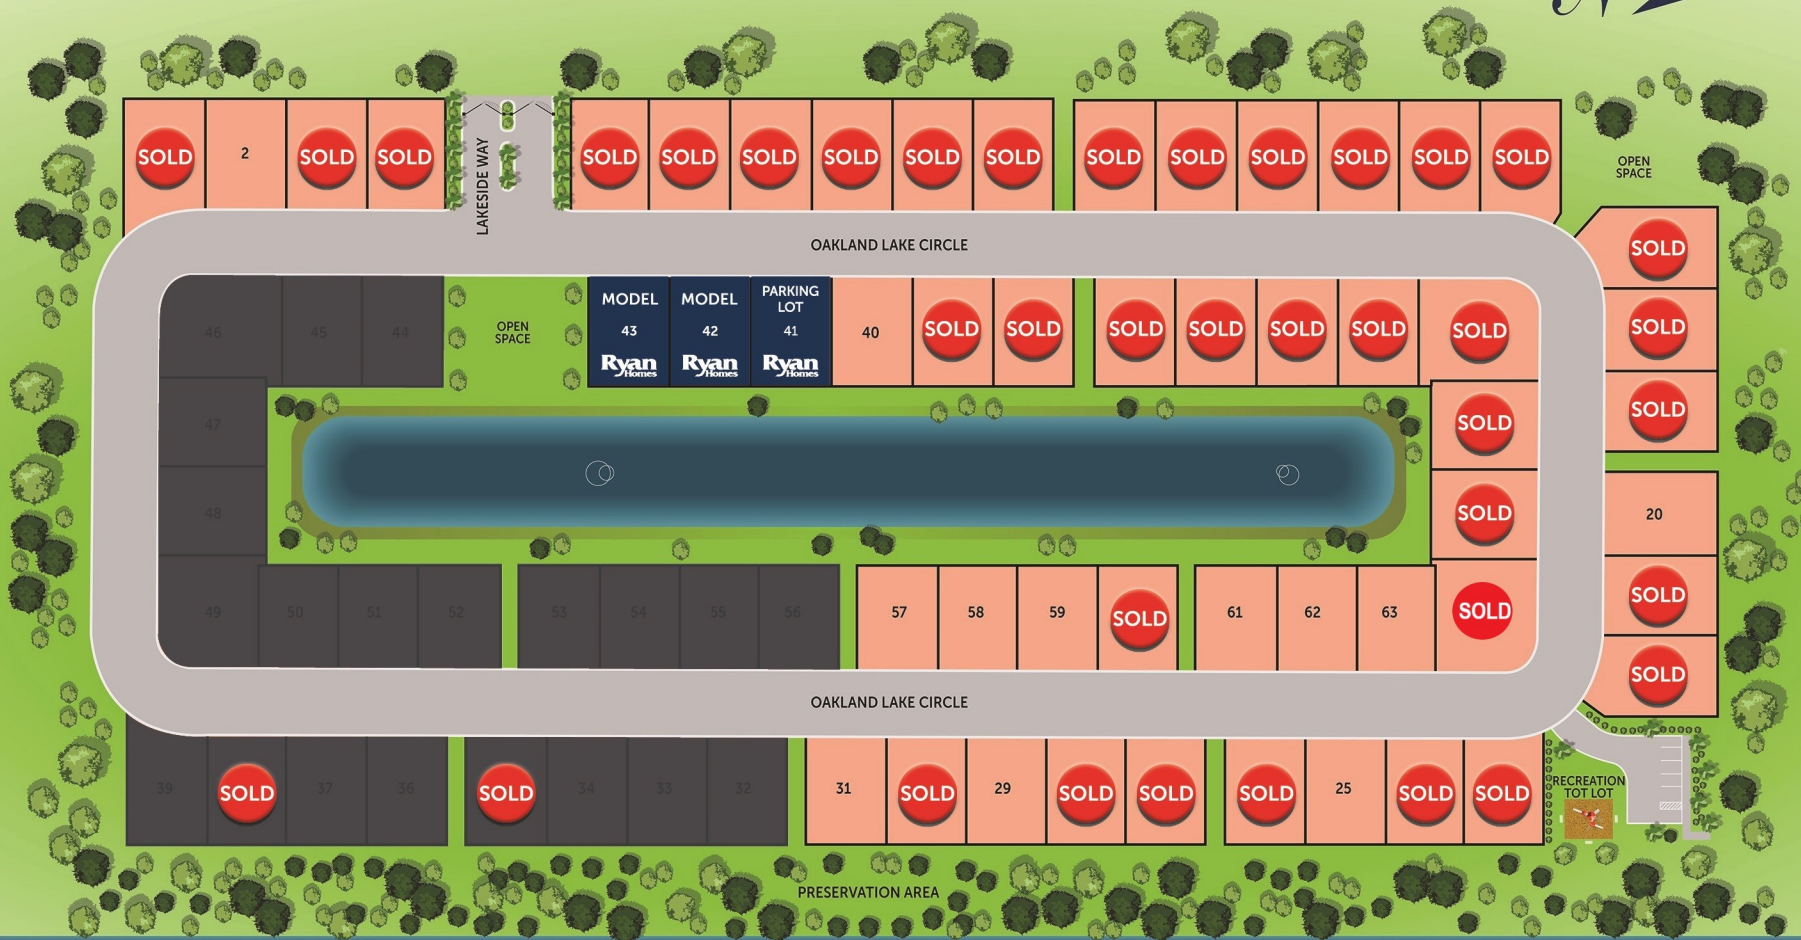 SOLD
2
SOLD
SOLD
LAKESIDE WAY
SOLD
SOLD
SOLD
SOLD
SOLD
SOLD
SOLD
SOLD
SOLD
SOLD
SOLD
SOLD
OPEN
SPACE
OAKLAND LAKE CIRCLE
SOLD
SOLD
SOLD
46
45
44
OPEN
SPACE
MODEL
43
Ryan
Homes
MODEL
42
Ryan
Homes
PARKING
LOT
41
Ryan
Homes
40
SOLD
SOLD
SOLD
SOLD
SOLD
SOLD
SOLD
47
SOLD
48
SOLD
20
SOLD
SOLD
49
50
51
52
53
54
55
56
57
58
59
SOLD
61
62
63
SOLD
OAKLAND LAKE CIRCLE
39
SOLD
37
36
SOLD
34
33
32
31
SOLD
29
SOLD
SOLD
SOLD
25
SOLD
SOLD
RECREATION
TOT LOT
PRESERVATION AREA